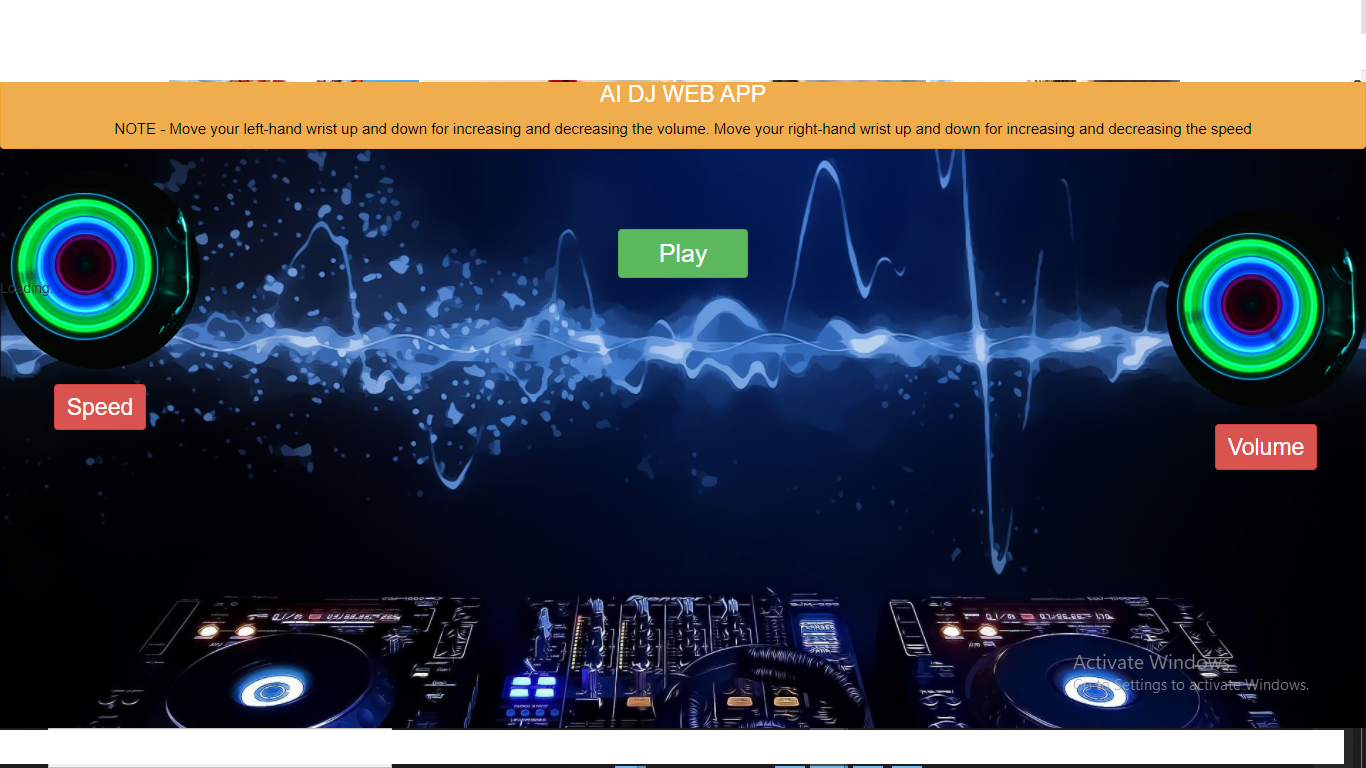 AI DJ WEB APP
NOTE - Move your left-hand wrist up and down for increasing and decreasing the volume. Move your right-hand wrist up and down for increasing and decreasing the speed
Play
Loading.
Speed
Volume
Activate Windows
Go to Settings to activate Windows.